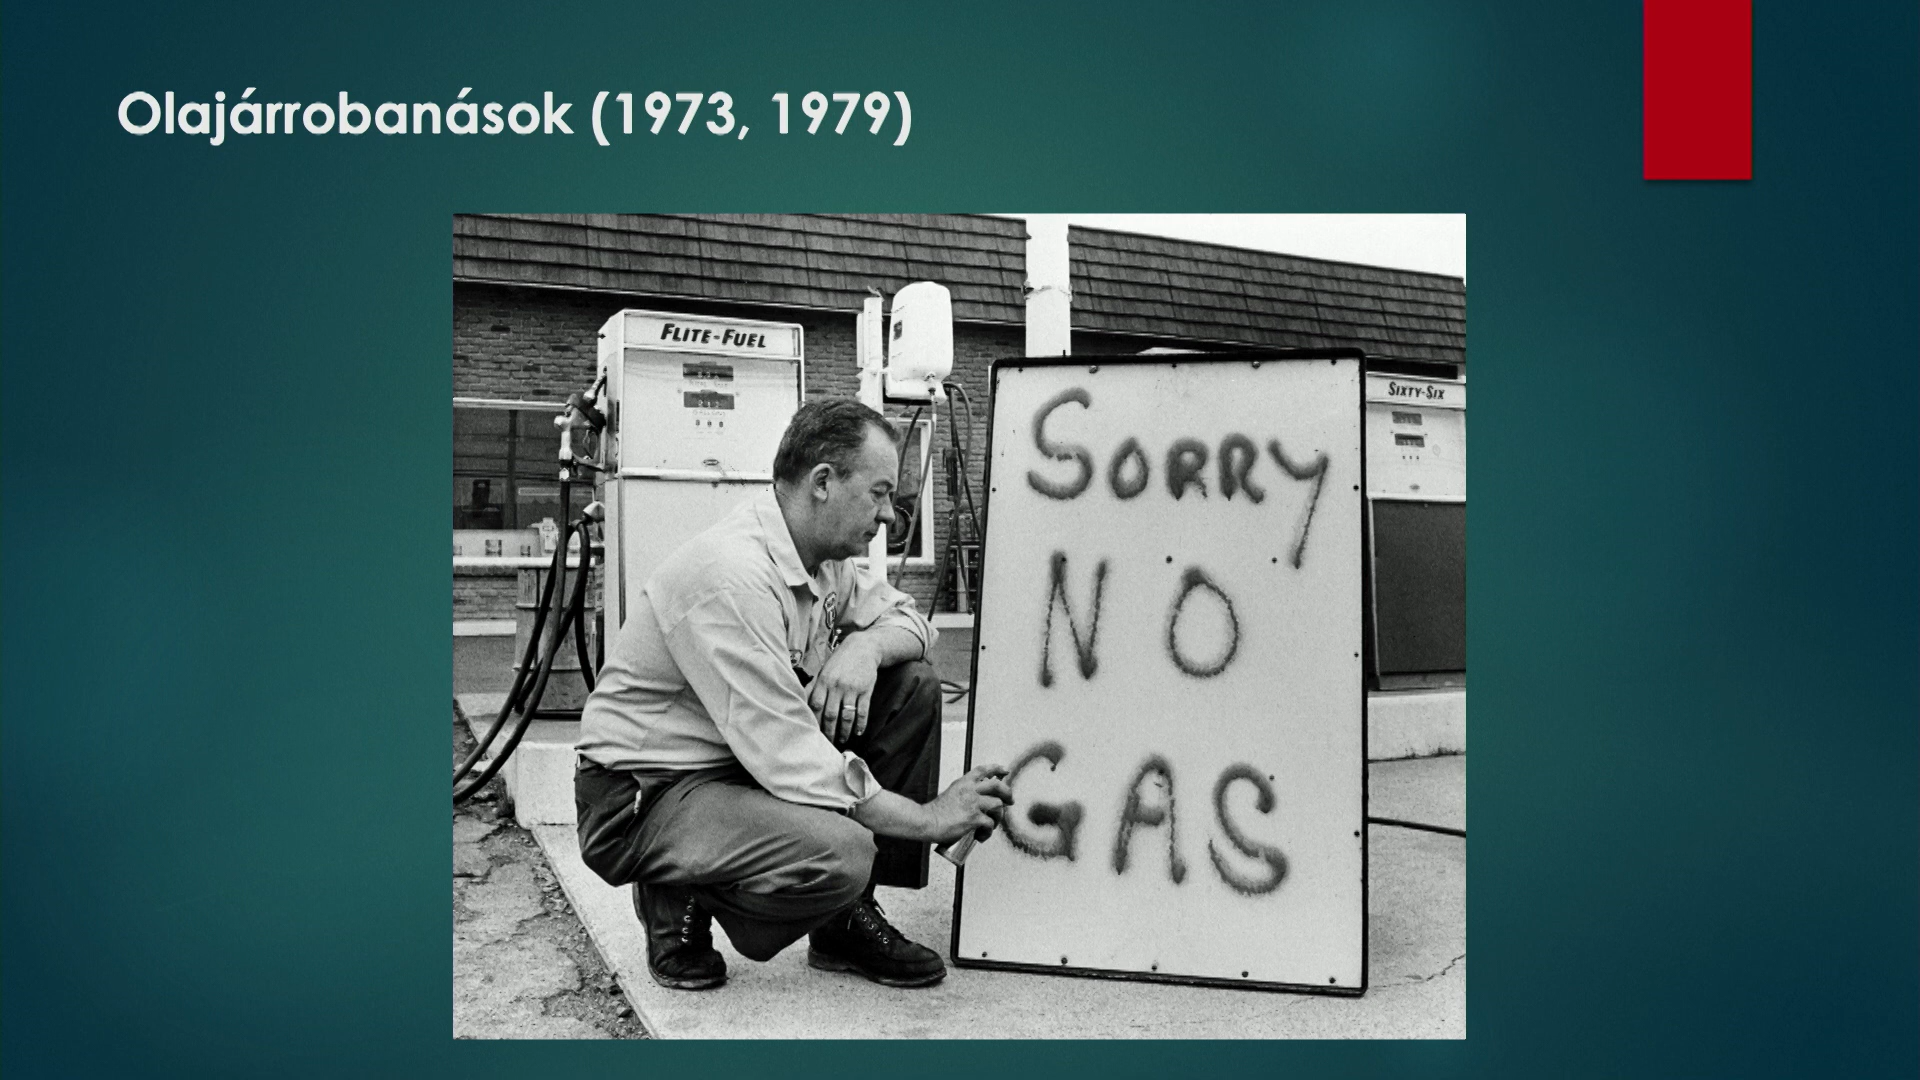 Olajárrobanások (1973, 1979)
FLITE-FUEL
SIXTY-SIX
SORRY
NO
GAS